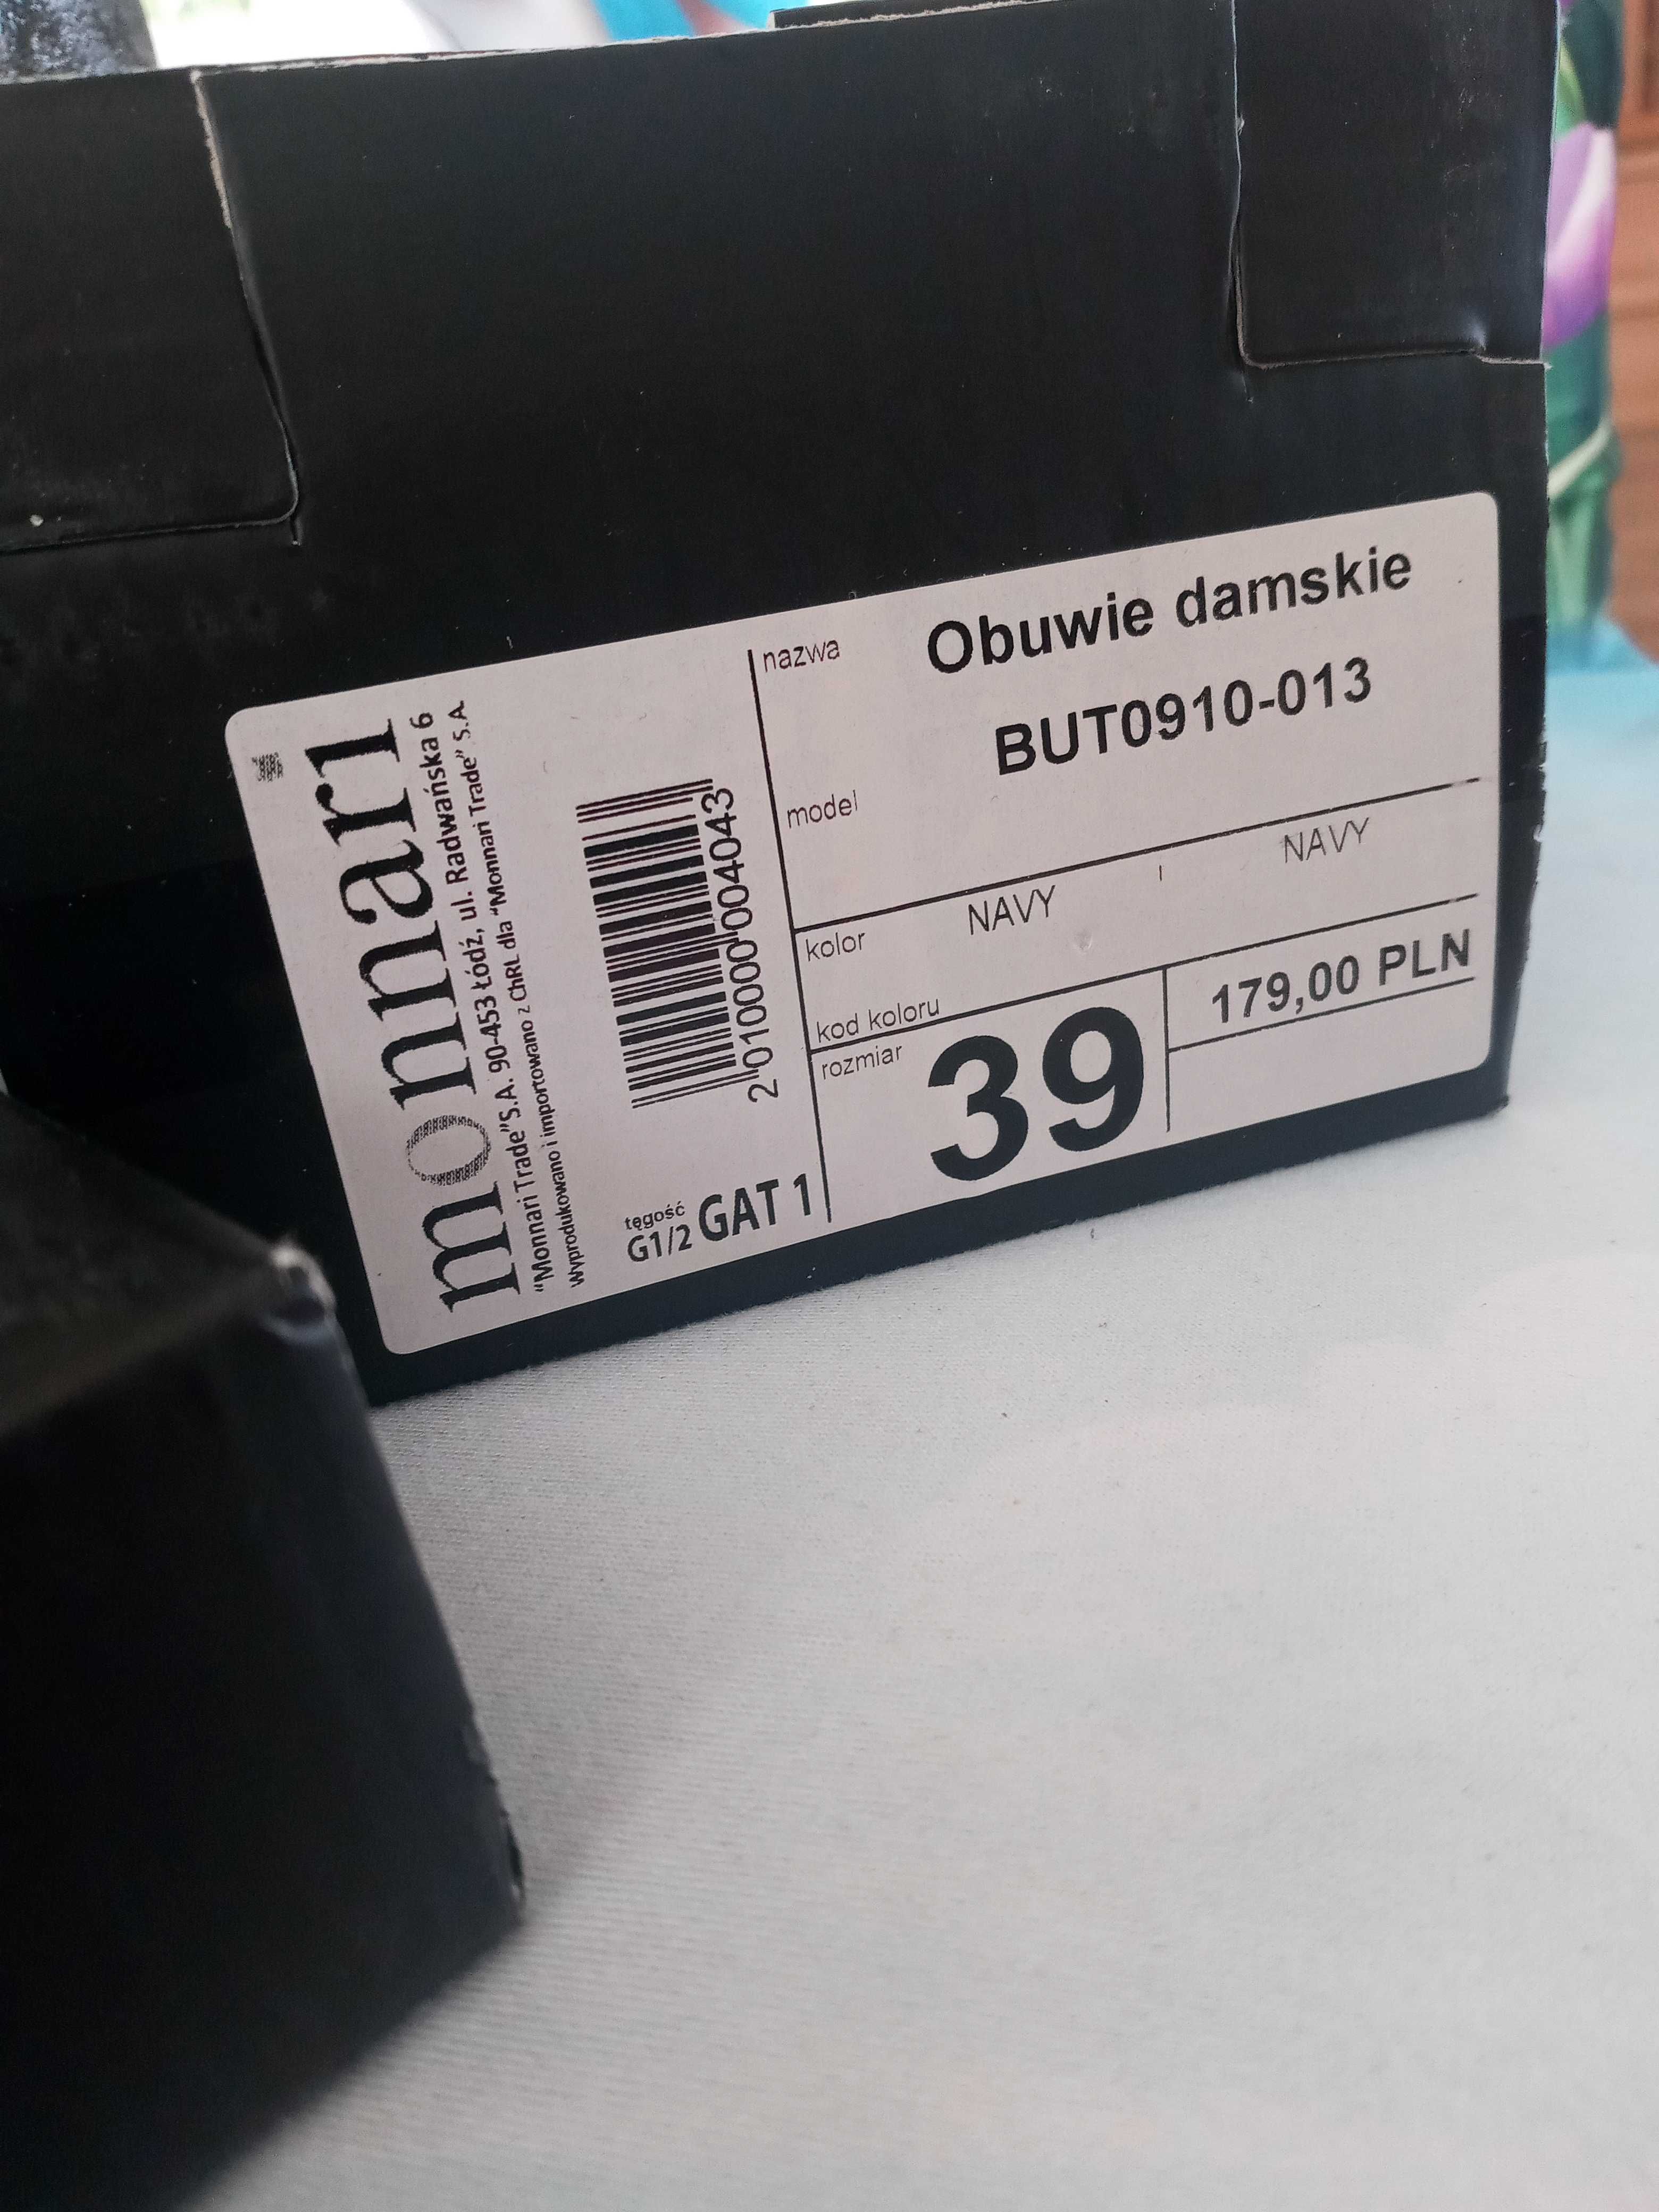 monnari
"Monnari Trade"S.A. 90-453 Łódź, ul. Radwańska 6
Wyprodukowano i importowano z ChRL dla "Monnari Trade" S.A
2 010000 004043
tęgość
G1/2 GAT 1
nazwa Obuwie damskie
BUT0910-013
model
kolor NAVY NAVY
kod koloru
rozmiar 39
179,00 PLN